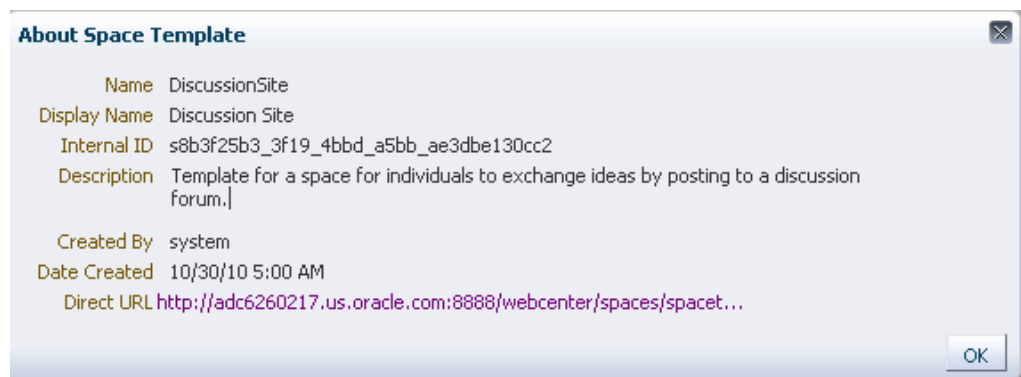 About Space Template
Name DiscussionSite
Display Name Discussion Site
Internal ID s8b3f25b3_3f19_4bbd_a5bb_ae3dbe130cc2
Description Template for a space for individuals to exchange ideas by posting to a discussion
forum.
Created By system
Date Created 10/30/10 5:00 AM
Direct URL http://adc6260217.us.oracle.com:8888/webcenter/spaces/spacet...
OK